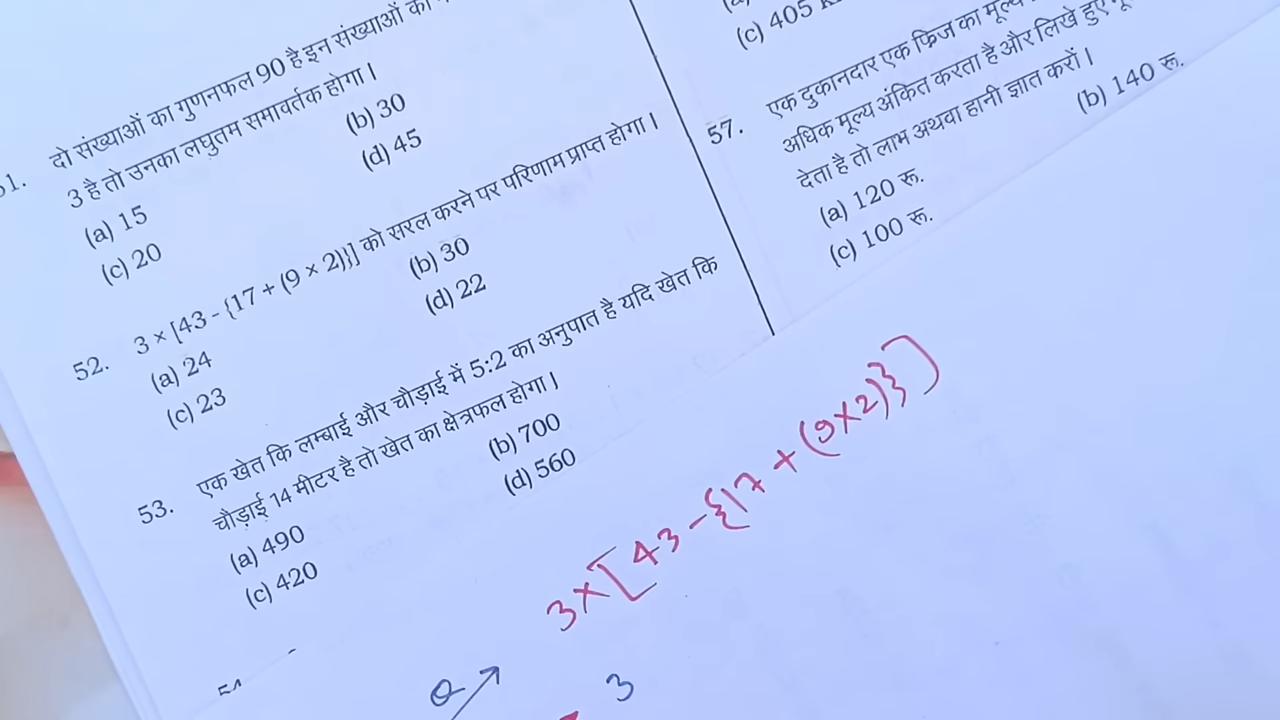 दो संख्याओं का गुणनफल 90 है इन संख्याओं का
3 है तो उनका लघुतम समावर्तक होगा।
(a) 15 (b) 30
(c) 20 (d) 45
52. 3 × [43 - {17 + (9 × 2)}] को सरल करने पर परिणाम प्राप्त होगा।
(a) 24 (b) 30
(c) 23 (d) 22
53. एक खेत कि लम्बाई और चौड़ाई में 5:2 का अनुपात है यदि खेत कि
चौड़ाई 14 मीटर है तो खेत का क्षेत्रफल होगा।
(a) 490 (b) 700
(c) 420 (d) 560
(c) 405
57. एक दुकानदार एक फ्रिज का मूल्य
अधिक मूल्य अंकित करता है और लिखे हुए
देता है तो लाभ अथवा हानी ज्ञात करों।
(a) 120 रू. (b) 140 रू.
(c) 100 रू.
3×[43-{17+(9×2)}]
3